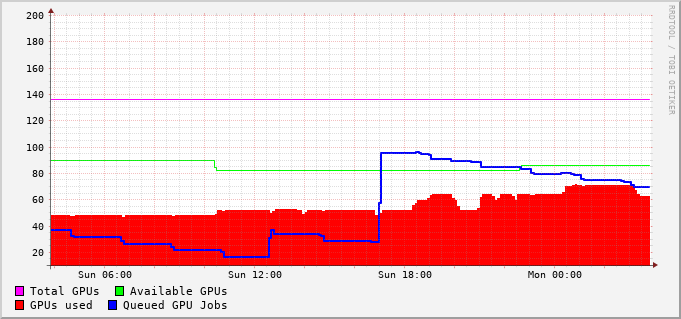 200
180
160
140
120
100
80
60
40
20
Sun 06:00 Sun 12:00 Sun 18:00 Mon 00:00
Total GPUs Available GPUs
GPUs used Queued GPU Jobs
RRDTOOL / TOBI OETIKER